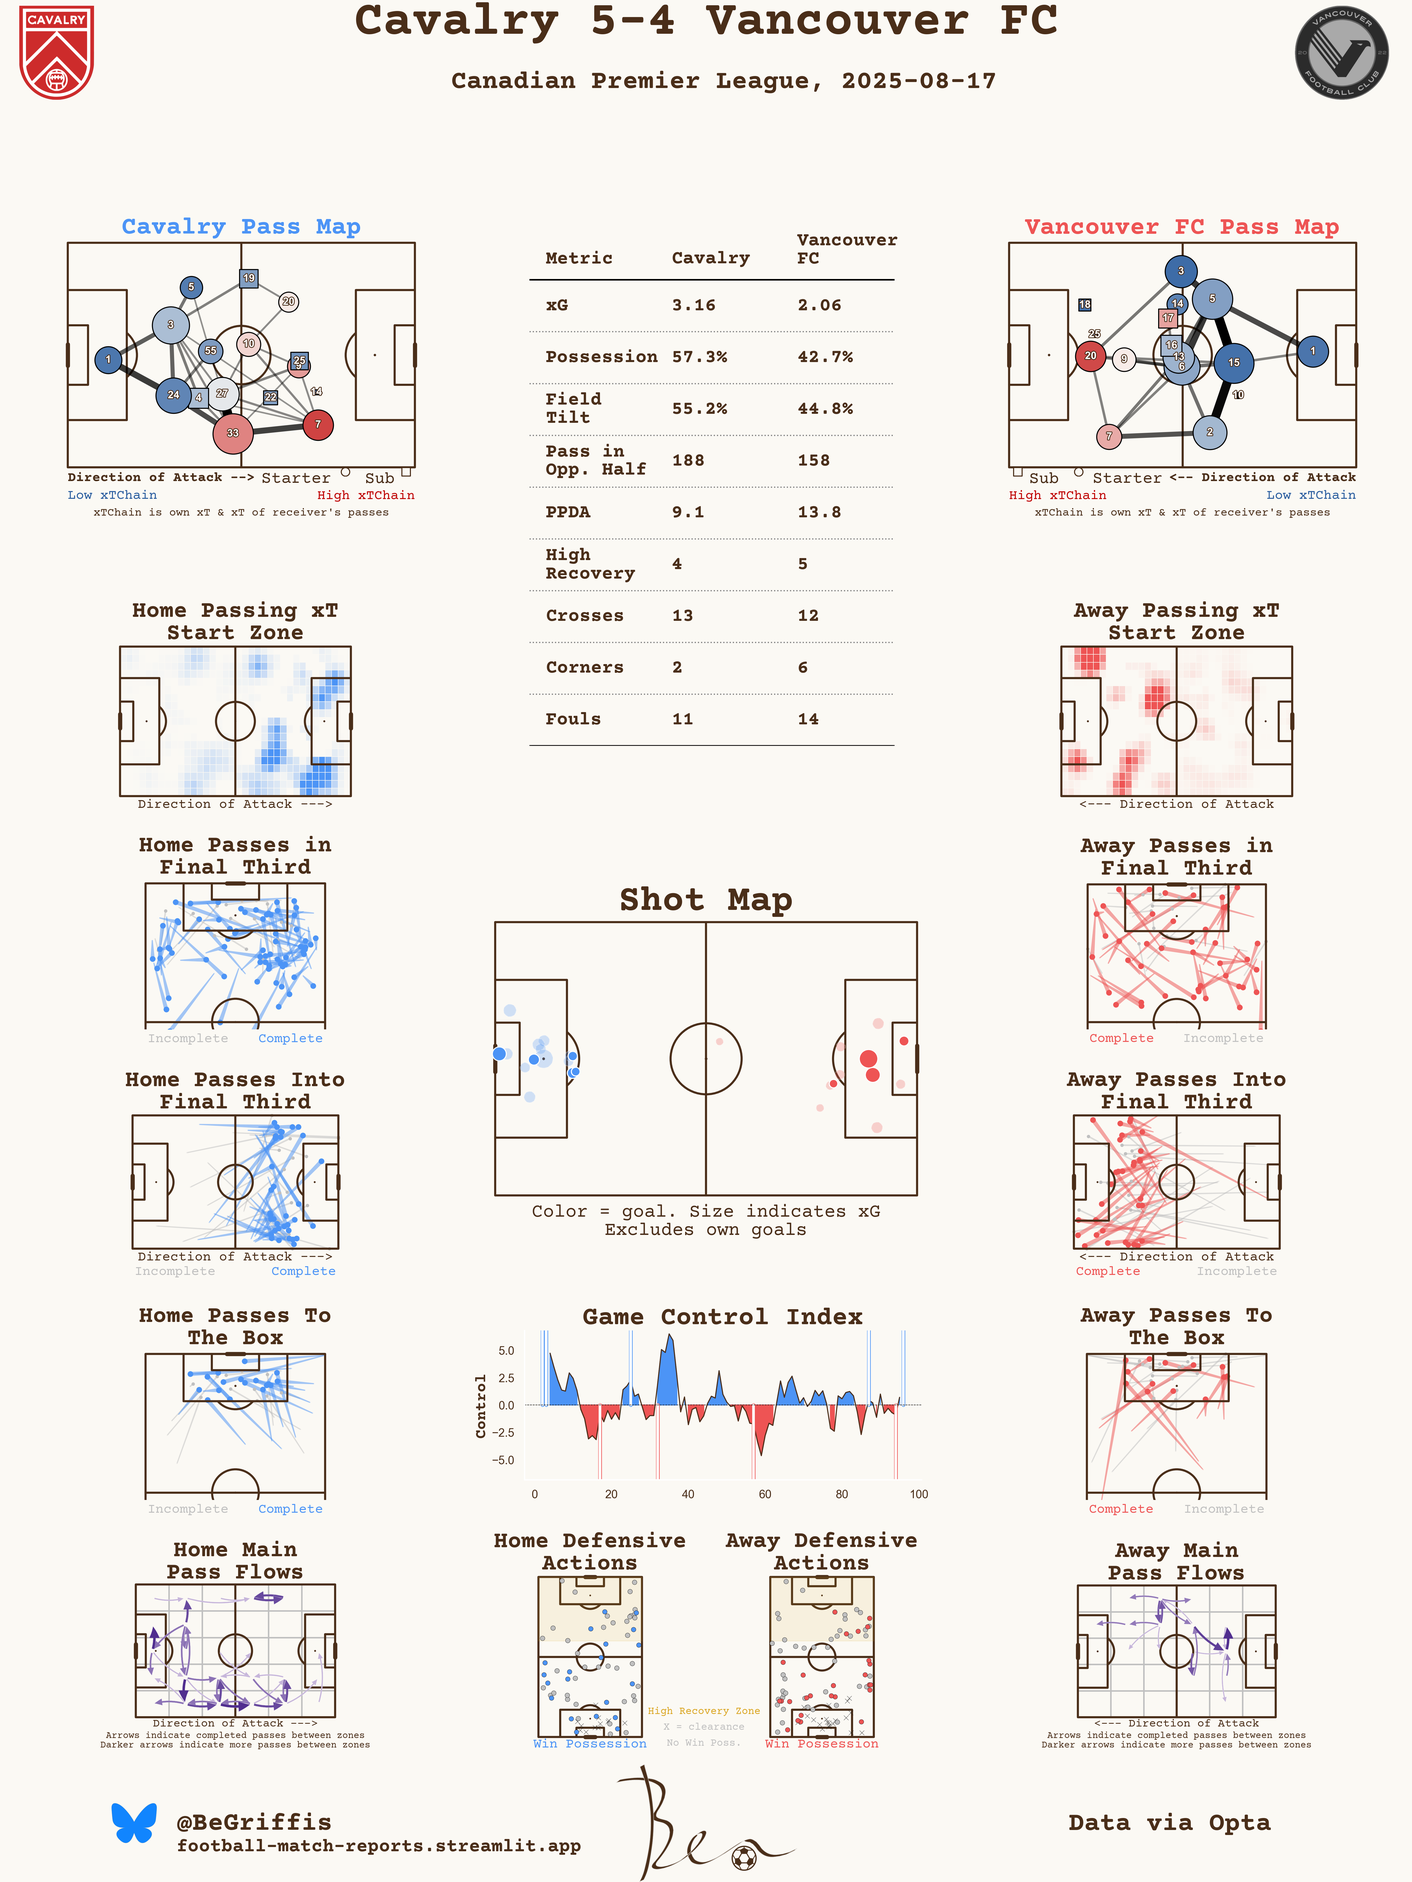 Cavalry 5-4 Vancouver FC
Canadian Premier League, 2025-08-17
CAVALRY
VANCOUVER
FOOTBALL CLUB
Cavalry Pass Map
1
5
3
24
4
55
27
33
19
20
10
25
9
22
14
7
Direction of Attack --> Starter Sub
Low xTChain High xTChain
xTChain is own xT & xT of receiver's passes
Metric Cavalry Vancouver FC
xG 3.16 2.06
Possession 57.3% 42.7%
Field Tilt 55.2% 44.8%
Pass in Opp. Half 188 158
PPDA 9.1 13.8
High Recovery 4 5
Crosses 13 12
Corners 2 6
Fouls 11 14
Vancouver FC Pass Map
3
5
14
18
17
25
16
20
9
13
6
15
1
10
7
2
Sub Starter <-- Direction of Attack
High xTChain Low xTChain
xTChain is own xT & xT of receiver's passes
Home Passing xT
Start Zone
Direction of Attack --->
Away Passing xT
Start Zone
<--- Direction of Attack
Home Passes in
Final Third
Incomplete Complete
Away Passes in
Final Third
Complete Incomplete
Shot Map
Color = goal. Size indicates xG
Excludes own goals
Home Passes Into
Final Third
Direction of Attack --->
Incomplete Complete
Away Passes Into
Final Third
<--- Direction of Attack
Complete Incomplete
Home Passes To
The Box
Incomplete Complete
Game Control Index
Control
5.0
2.5
0.0
−2.5
−5.0
0 20 40 60 80 100
Away Passes To
The Box
Complete Incomplete
Home Main
Pass Flows
Direction of Attack --->
Arrows indicate completed passes between zones
Darker arrows indicate more passes between zones
Home Defensive
Actions
Win Possession
High Recovery Zone
X = clearance
No Win Poss.
Away Defensive
Actions
Win Possession
Away Main
Pass Flows
<--- Direction of Attack
Arrows indicate completed passes between zones
Darker arrows indicate more passes between zones
@BeGriffis
football-match-reports.streamlit.app
Ben
Data via Opta